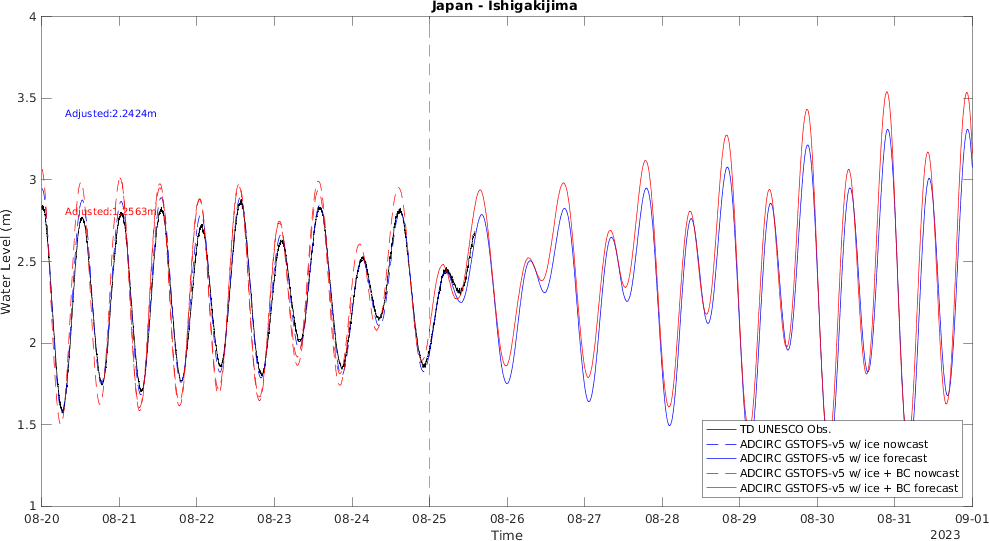 Japan - Ishigakijima
Water Level (m)
4
3.5
3
2.5
2
1.5
1
Adjusted:2.2424m
Adjusted:1.2563m
TD UNESCO Obs.
ADCIRC GSTOFS-v5 w/ ice nowcast
ADCIRC GSTOFS-v5 w/ ice forecast
ADCIRC GSTOFS-v5 w/ ice + BC nowcast
ADCIRC GSTOFS-v5 w/ ice + BC forecast
08-20 08-21 08-22 08-23 08-24 08-25 08-26 08-27 08-28 08-29 08-30 08-31 09-01
Time
2023